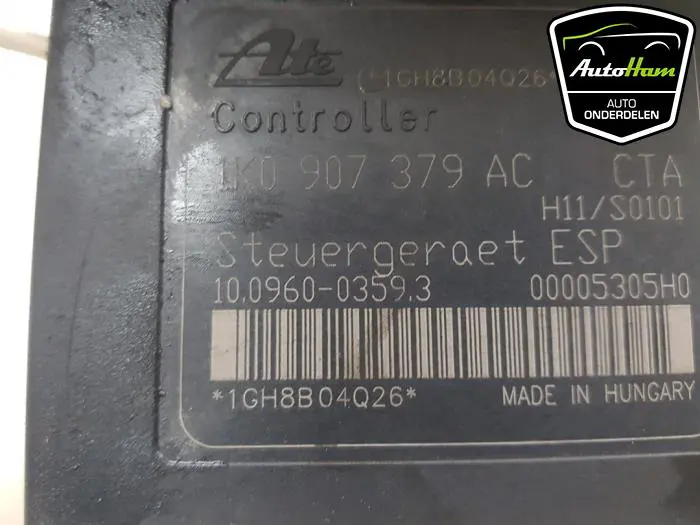 Ate (*1GH8B04Q26*
Controller
1K0 907 379 AC CTA
H11/S0101
Steuergeraet ESP
10.0960-0359.3 00005305H0
*1GH8B04Q26* MADE IN HUNGARY
AutoHam
AUTO
ONDERDELEN